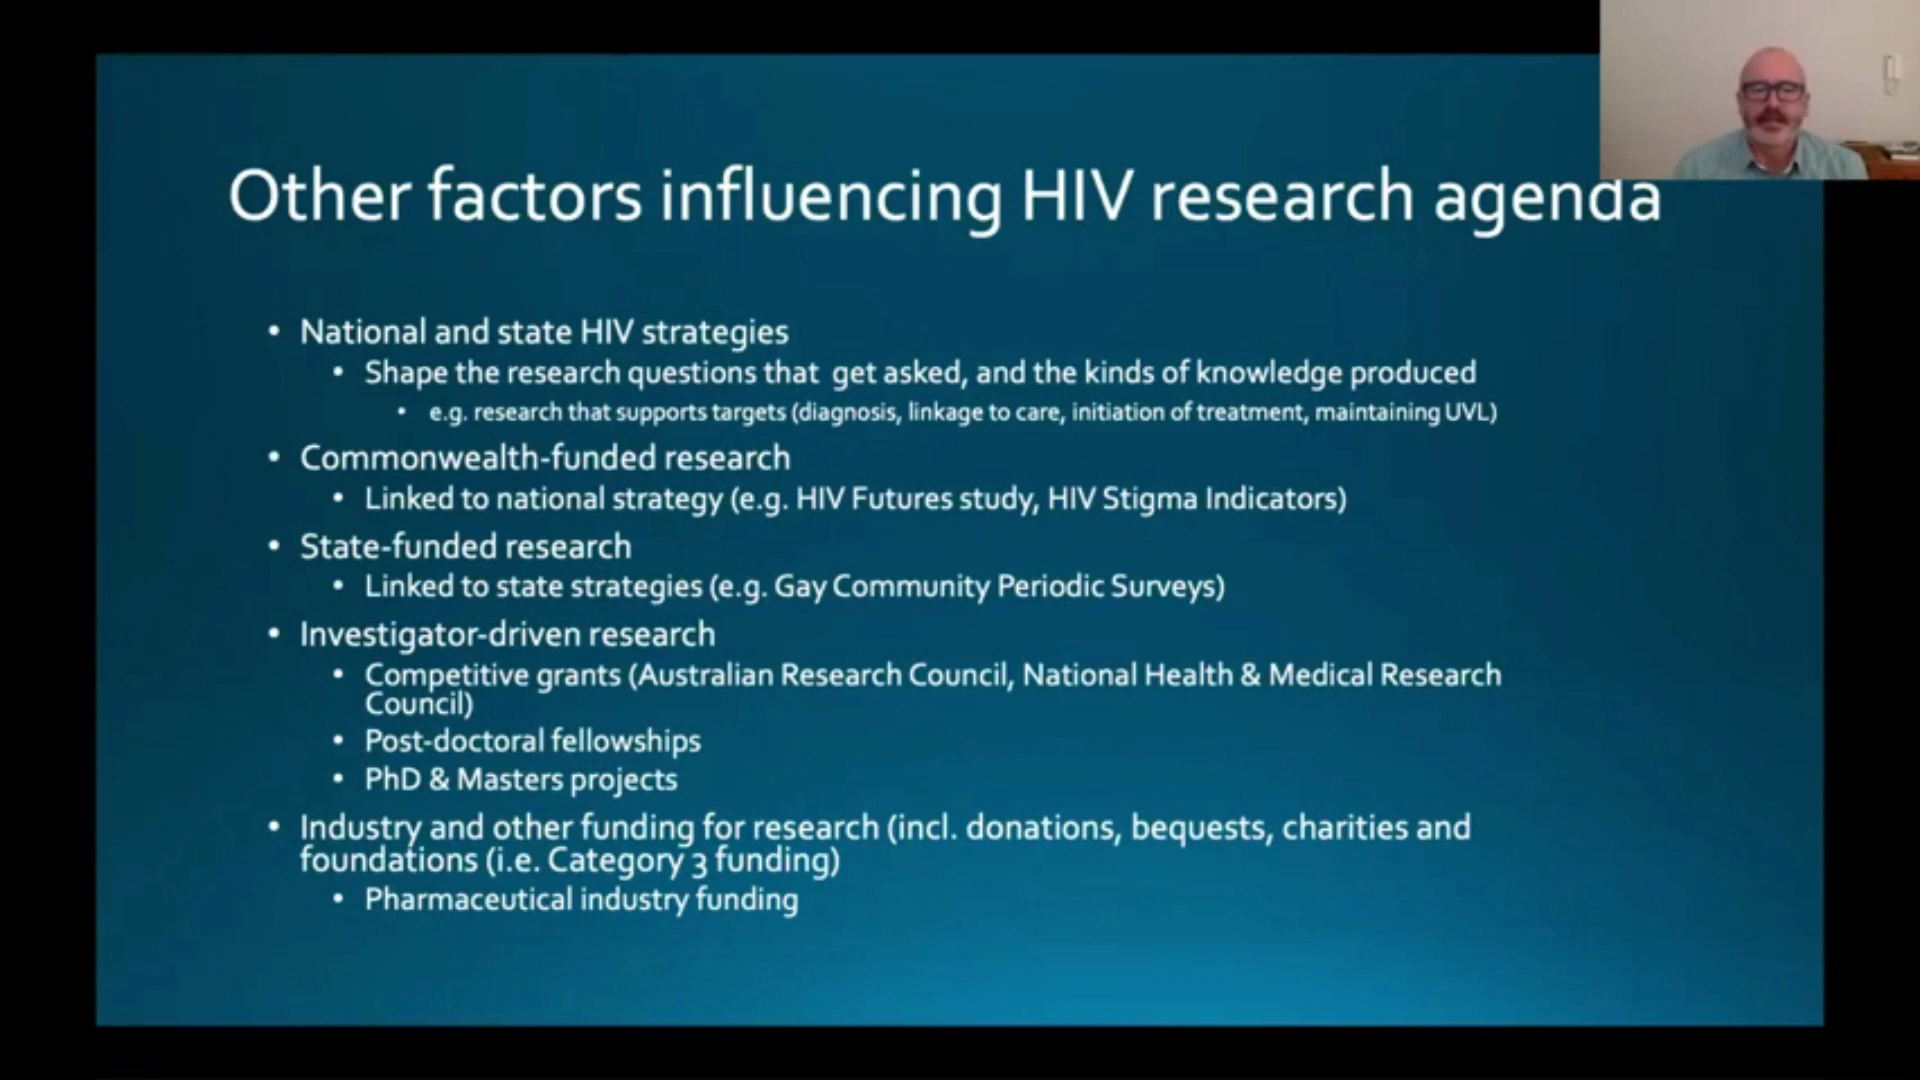 Other factors influencing HIV research agenda
• National and state HIV strategies
• Shape the research questions that get asked, and the kinds of knowledge produced
• e.g. research that supports targets (diagnosis, linkage to care, initiation of treatment, maintaining UVL)
• Commonwealth-funded research
• Linked to national strategy (e.g. HIV Futures study, HIV Stigma Indicators)
• State-funded research
• Linked to state strategies (e.g. Gay Community Periodic Surveys)
• Investigator-driven research
• Competitive grants (Australian Research Council, National Health & Medical Research
Council)
• Post-doctoral fellowships
• PhD & Masters projects
• Industry and other funding for research (incl. donations, bequests, charities and
foundations (i.e. Category 3 funding)
• Pharmaceutical industry funding